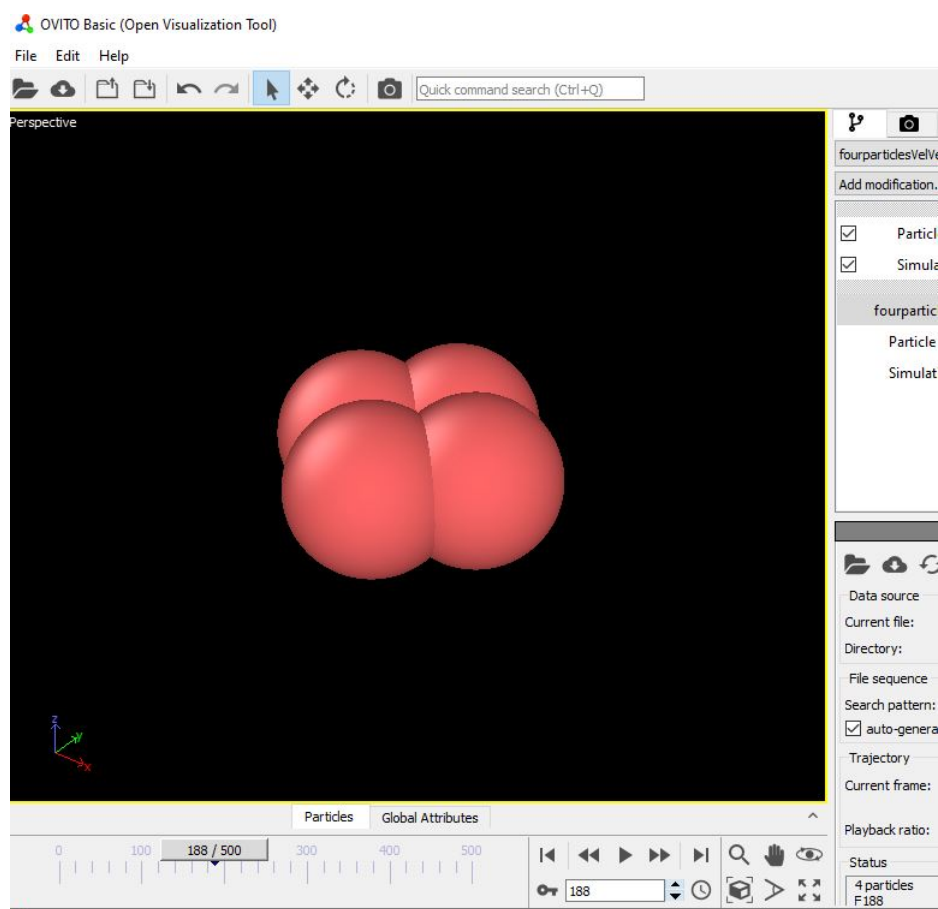 OVITO Basic (Open Visualization Tool)
File Edit Help
Quick command search (Ctrl+Q)
Perspective
fourparticlesVelVe
Add modification.
Particl
Simula
fourpartic
Particle
Simulat
Data source
Current file:
Directory:
File sequence
Search pattern:
auto-genera
Trajectory
Current frame:
Playback ratio:
Status
4 particles
F188
z
y
x
Particles Global Attributes
0 100 188 / 500 300 400 500
188